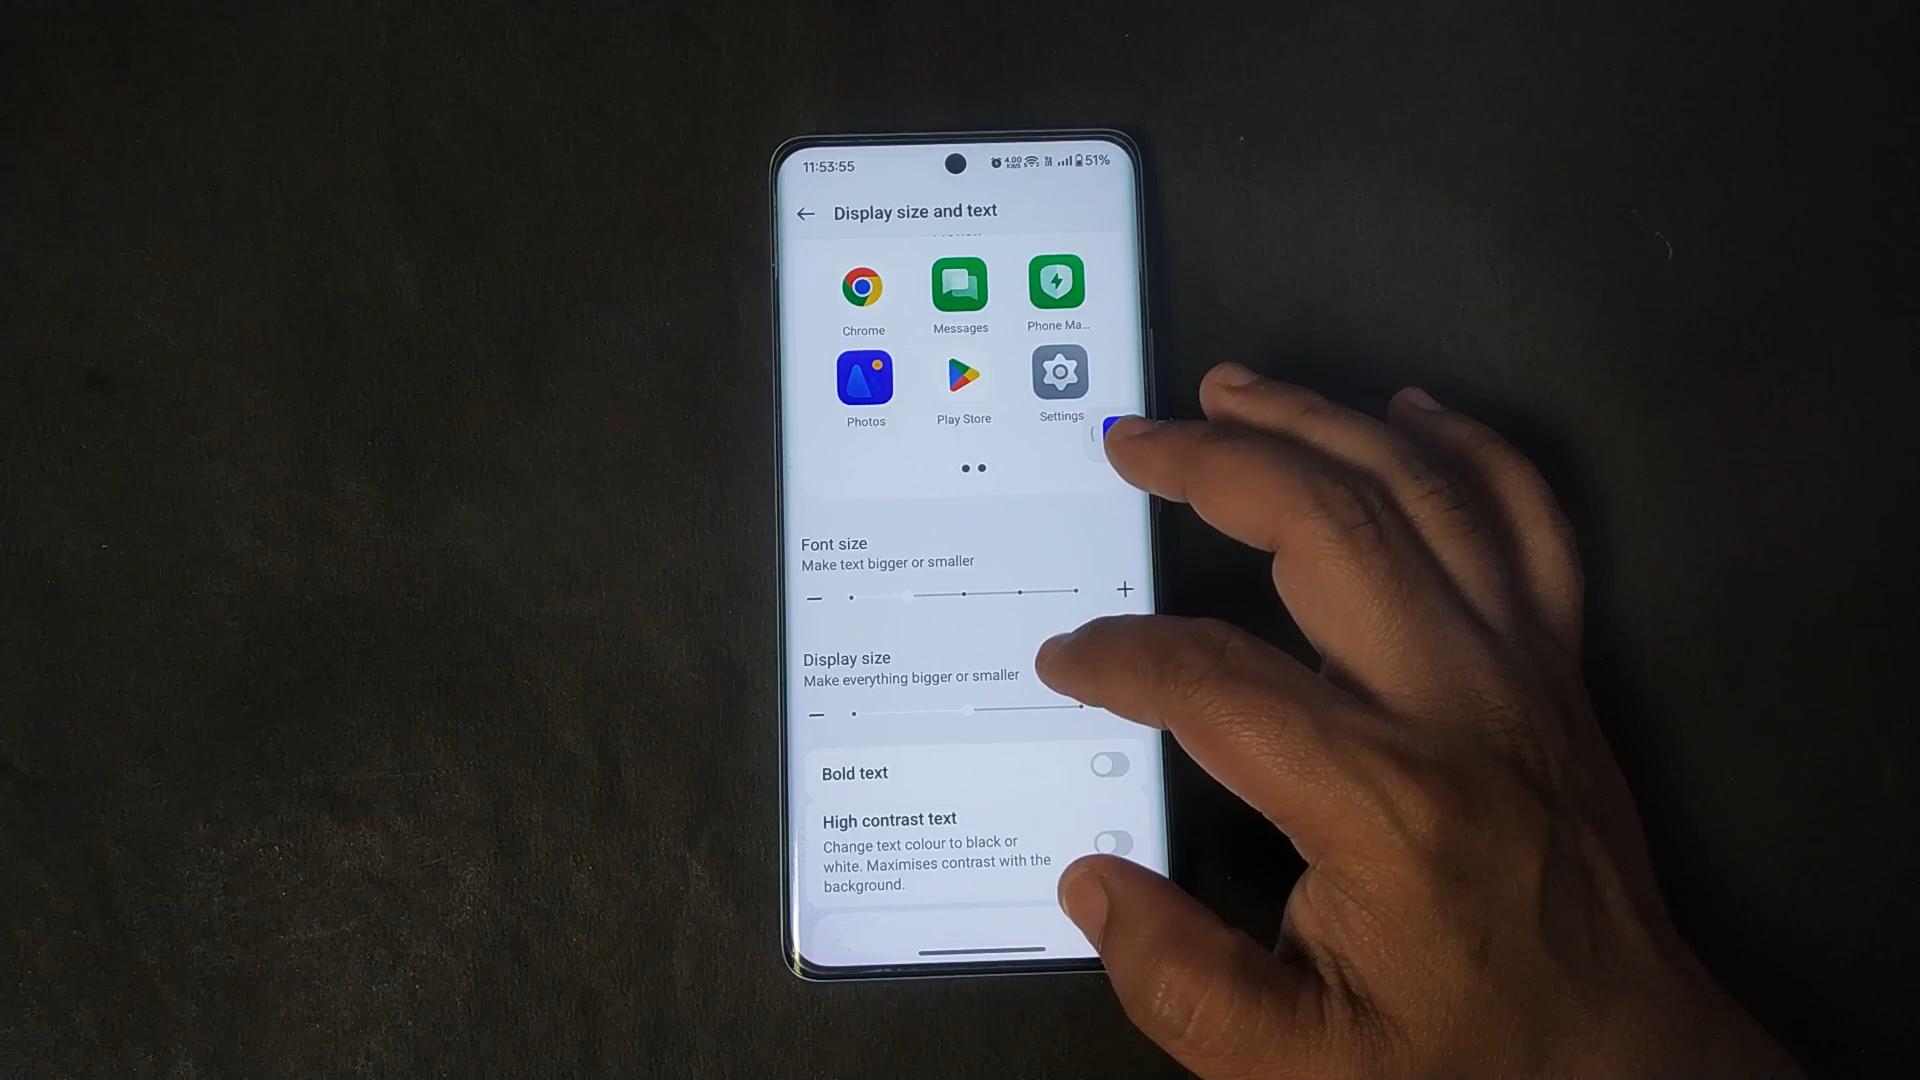 11:53:55
4.00
51%
Display size and text
Chrome Messages Phone Ma...
Photos Play Store Settings
Font size
Make text bigger or smaller
Display size
Make everything bigger or smaller
Bold text
High contrast text
Change text colour to black or
white. Maximises contrast with the
background.